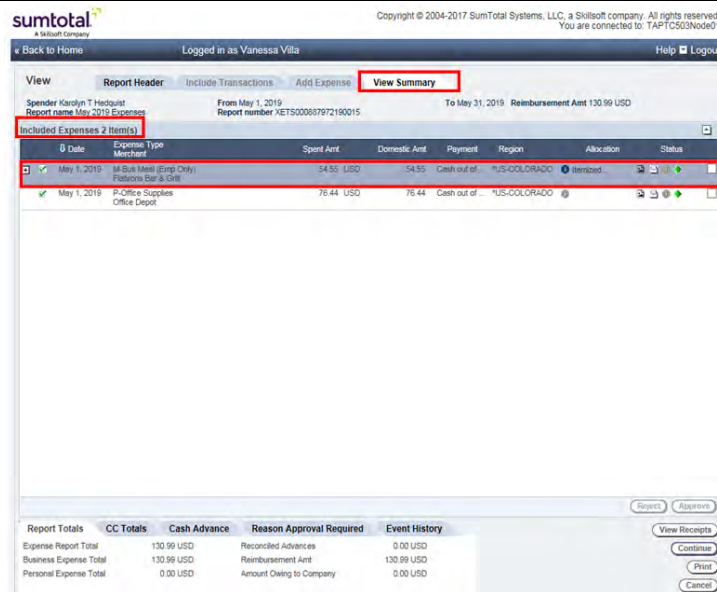 sumtotal
A Skillsoft Company
Copyright © 2004-2017 SumTotal Systems, LLC, a Skillsoft company. All rights reserved
You are connected to: TAPTC503Node0
« Back to Home Logged in as Vanessa Villa Help Logou
View Report Header Include Transactions Add Expense View Summary
Spender Karolyn T Hedquist From May 1, 2019 To May 31, 2019 Reimbursement Amt 130.99 USD
Report name May 2019 Expenses Report number XETS000887972190015
Included Expenses 2 Item(s)
Date Expense Type Merchant Spent Amt Domestic Amt Payment Region Allocation Status
May 1, 2019 M-Bus Meal (Emp Only) 54.55 USD 54.55 Cash out of... *US-COLORADO Itemized...
Flatirons Bar & Grill
May 1, 2019 P-Office Supplies 76.44 USD 76.44 Cash out of... *US-COLORADO
Office Depot
Reject Approve
Report Totals CC Totals Cash Advance Reason Approval Required Event History View Receipts
Expense Report Total 130.99 USD Reconciled Advances 0.00 USD Continue
Business Expense Total 130.99 USD Reimbursement Amt 130.99 USD Print
Personal Expense Total 0.00 USD Amount Owing to Company 0.00 USD Cancel